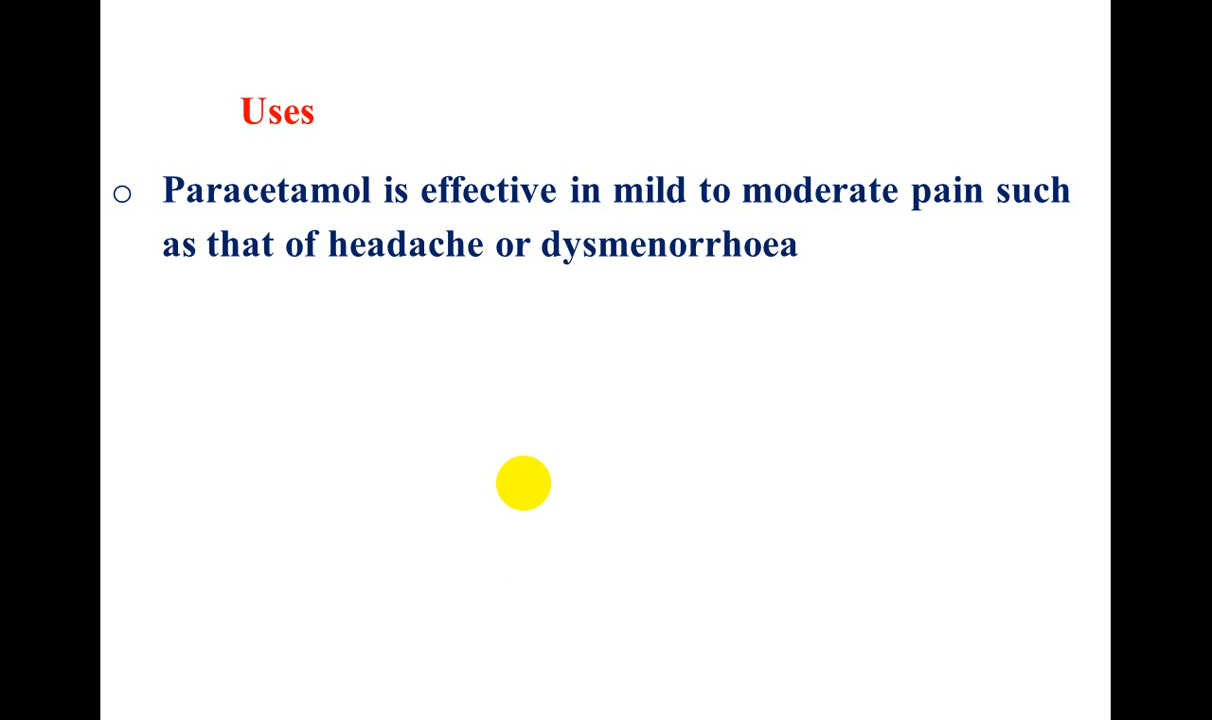 Uses
○ Paracetamol is effective in mild to moderate pain such
as that of headache or dysmenorrhoea